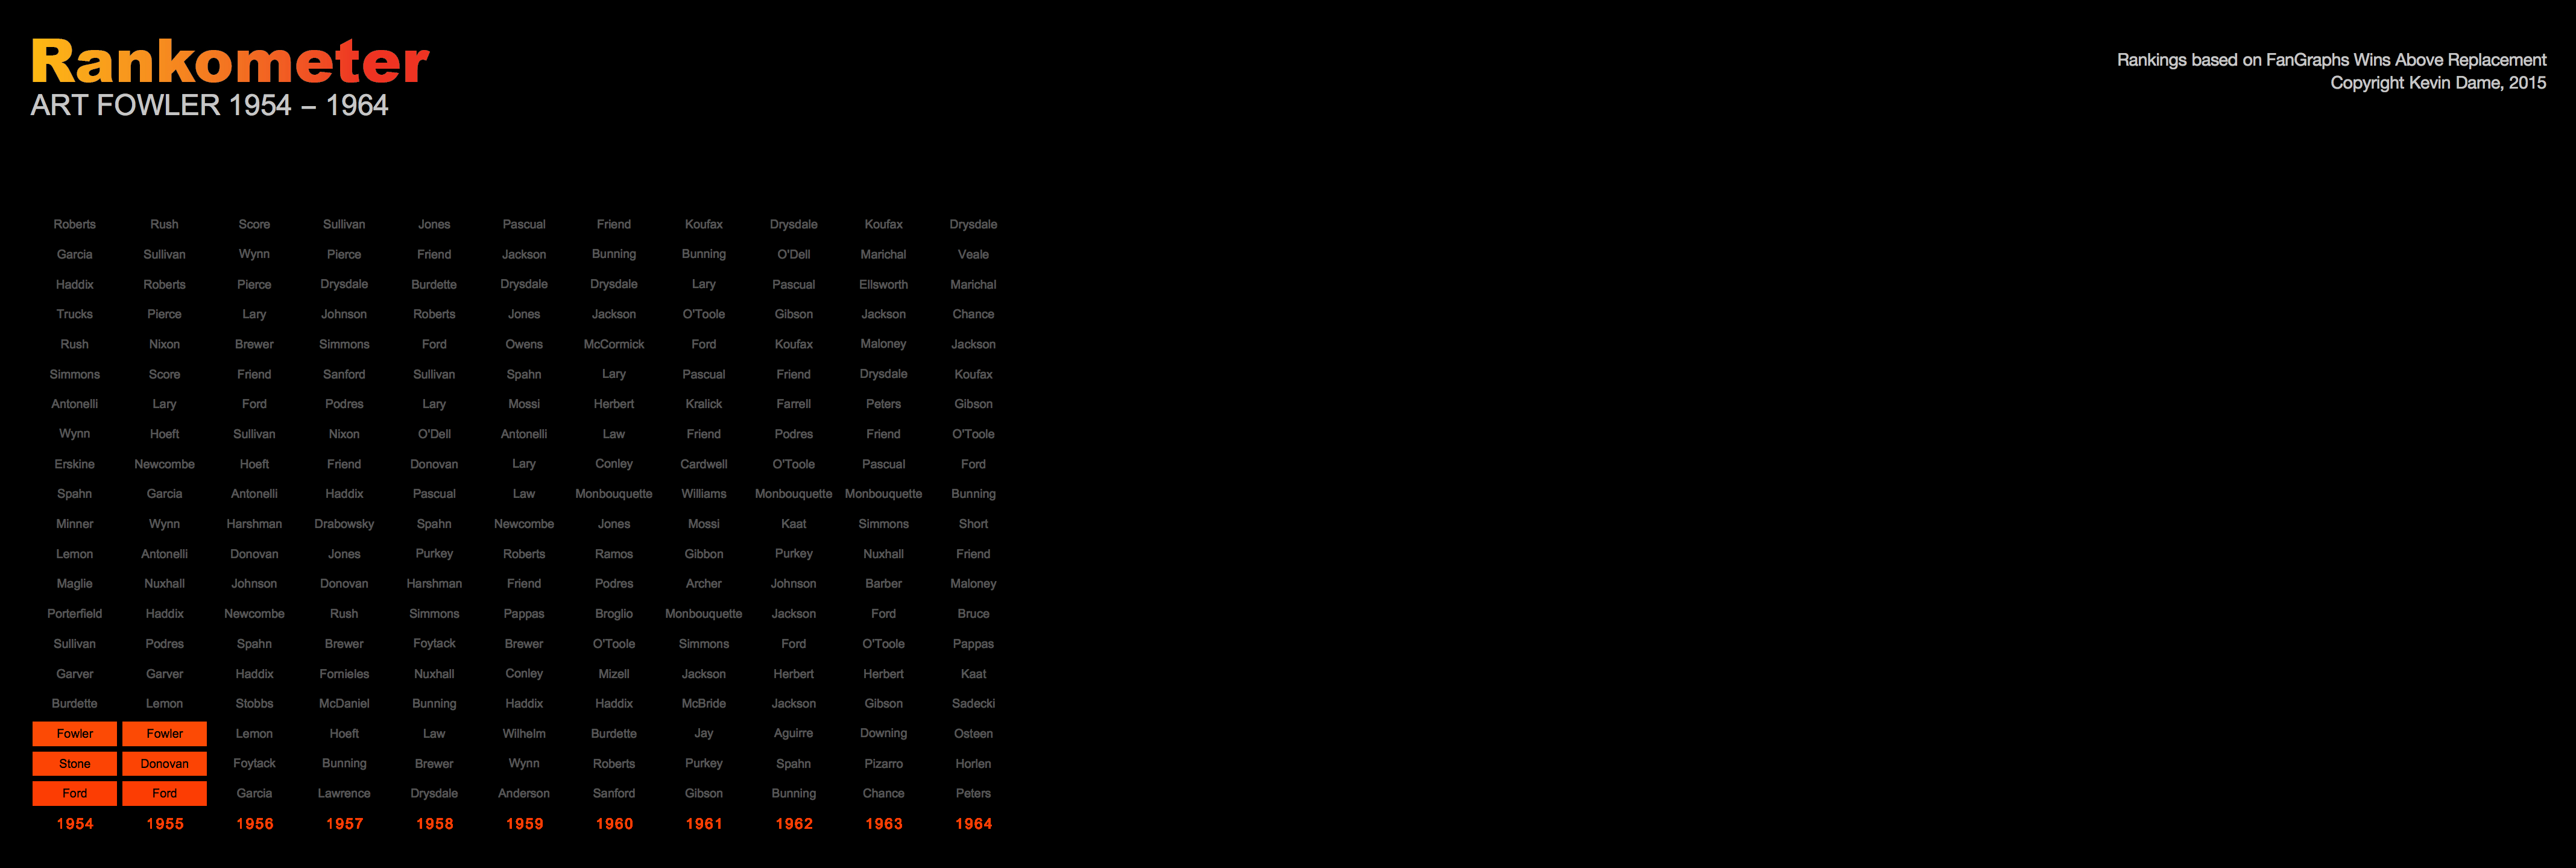 Rankometer
ART FOWLER 1954 – 1964
Rankings based on FanGraphs Wins Above Replacement
Copyright Kevin Dame, 2015
Roberts Rush Score Sullivan Jones Pascual Friend Koufax Drysdale Koufax Drysdale
Garcia Sullivan Wynn Pierce Friend Jackson Bunning Bunning O'Dell Marichal Veale
Haddix Roberts Pierce Drysdale Burdette Drysdale Drysdale Lary Pascual Ellsworth Marichal
Trucks Pierce Lary Johnson Roberts Jones Jackson O'Toole Gibson Jackson Chance
Rush Nixon Brewer Simmons Ford Owens McCormick Ford Koufax Maloney Jackson
Simmons Score Friend Sanford Sullivan Spahn Lary Pascual Friend Drysdale Koufax
Antonelli Lary Ford Podres Lary Mossi Herbert Kralick Farrell Peters Gibson
Wynn Hoeft Sullivan Nixon O'Dell Antonelli Law Friend Podres Friend O'Toole
Erskine Newcombe Hoeft Friend Donovan Lary Conley Cardwell O'Toole Pascual Ford
Spahn Garcia Antonelli Haddix Pascual Law Monbouquette Williams Monbouquette Monbouquette Bunning
Minner Wynn Harshman Drabowsky Spahn Newcombe Jones Mossi Kaat Simmons Short
Lemon Antonelli Donovan Jones Purkey Roberts Ramos Gibbon Purkey Nuxhall Friend
Maglie Nuxhall Johnson Donovan Harshman Friend Podres Archer Johnson Barber Maloney
Porterfield Haddix Newcombe Rush Simmons Pappas Broglio Monbouquette Jackson Ford Bruce
Sullivan Podres Spahn Brewer Foytack Brewer O'Toole Simmons Ford O'Toole Pappas
Garver Garver Haddix Fornieles Nuxhall Conley Mizell Jackson Herbert Herbert Kaat
Burdette Lemon Stobbs McDaniel Bunning Haddix Haddix McBride Jackson Gibson Sadecki
Fowler Fowler Lemon Hoeft Law Wilhelm Burdette Jay Aguirre Downing Osteen
Stone Donovan Foytack Bunning Brewer Wynn Roberts Purkey Spahn Pizarro Horlen
Ford Ford Garcia Lawrence Drysdale Anderson Sanford Gibson Bunning Chance Peters
1954 1955 1956 1957 1958 1959 1960 1961 1962 1963 1964